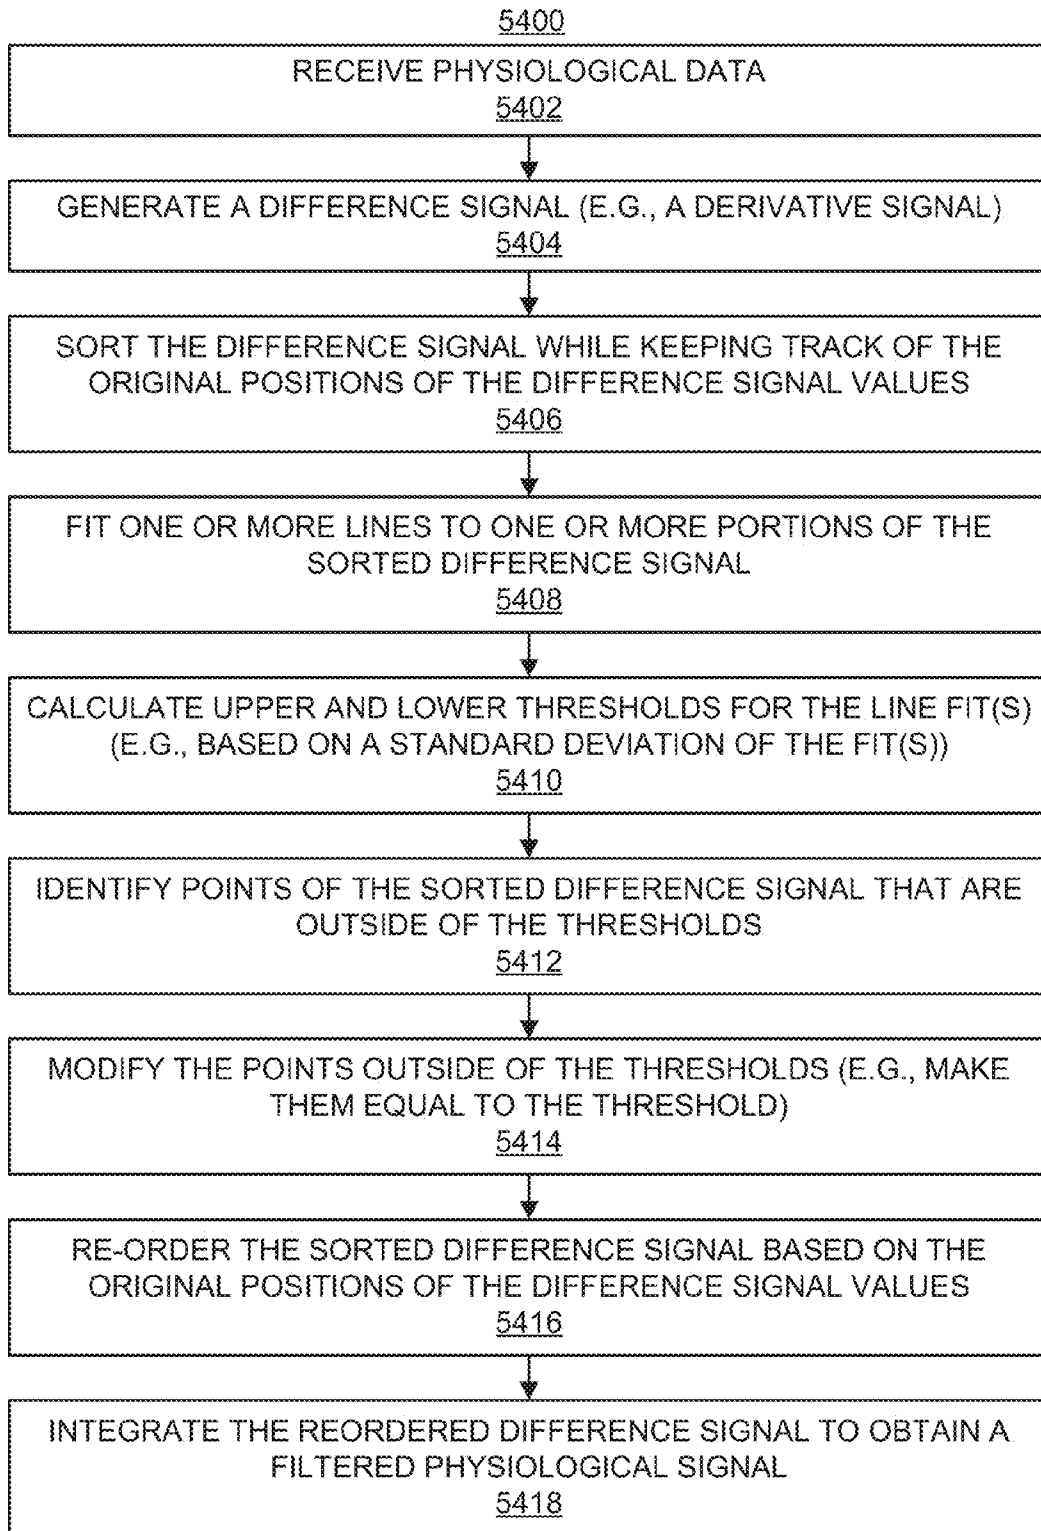 5400
RECEIVE PHYSIOLOGICAL DATA
5402
GENERATE A DIFFERENCE SIGNAL (E.G., A DERIVATIVE SIGNAL)
5404
SORT THE DIFFERENCE SIGNAL WHILE KEEPING TRACK OF THE
ORIGINAL POSITIONS OF THE DIFFERENCE SIGNAL VALUES
5406
FIT ONE OR MORE LINES TO ONE OR MORE PORTIONS OF THE
SORTED DIFFERENCE SIGNAL
5408
CALCULATE UPPER AND LOWER THRESHOLDS FOR THE LINE FIT(S)
(E.G., BASED ON A STANDARD DEVIATION OF THE FIT(S))
5410
IDENTIFY POINTS OF THE SORTED DIFFERENCE SIGNAL THAT ARE
OUTSIDE OF THE THRESHOLDS
5412
MODIFY THE POINTS OUTSIDE OF THE THRESHOLDS (E.G., MAKE
THEM EQUAL TO THE THRESHOLD)
5414
RE-ORDER THE SORTED DIFFERENCE SIGNAL BASED ON THE
ORIGINAL POSITIONS OF THE DIFFERENCE SIGNAL VALUES
5416
INTEGRATE THE REORDERED DIFFERENCE SIGNAL TO OBTAIN A
FILTERED PHYSIOLOGICAL SIGNAL
5418